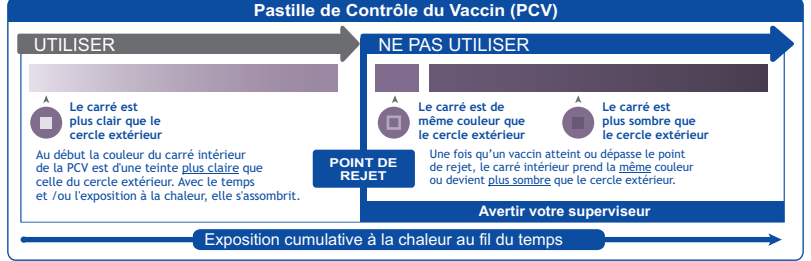 Pastille de Contrôle du Vaccin (PCV)
UTILISER
NE PAS UTILISER
Le carré est
plus clair que le
cercle extérieur
Le carré est de
même couleur que
le cercle extérieur
Le carré est
plus sombre que
le cercle extérieur
Au début la couleur du carré intérieur
de la PCV est d'une teinte plus claire que
celle du cercle extérieur. Avec le temps
et /ou l'exposition à la chaleur, elle s'assombrit.
POINT DE
REJET
Une fois qu’un vaccin atteint ou dépasse le point
de rejet, le carré intérieur prend la même couleur
ou devient plus sombre que le cercle extérieur.
Avertir votre superviseur
Exposition cumulative à la chaleur au fil du temps